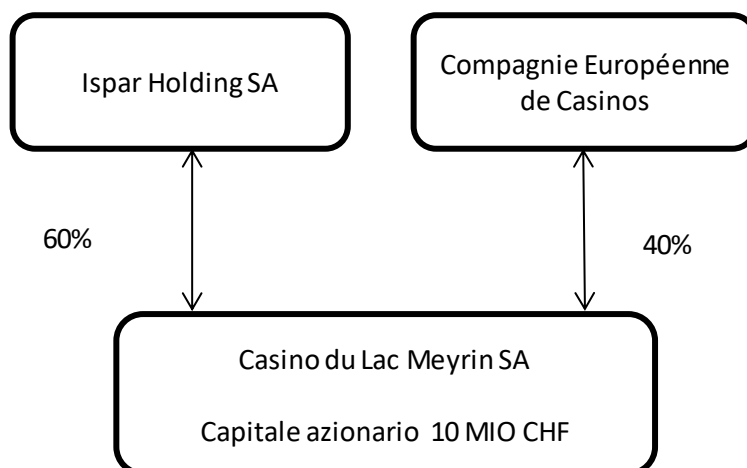 Ispar Holding SA
Compagnie Européenne
de Casinos
60%
40%
Casino du Lac Meyrin SA
Capitale azionario 10 MIO CHF